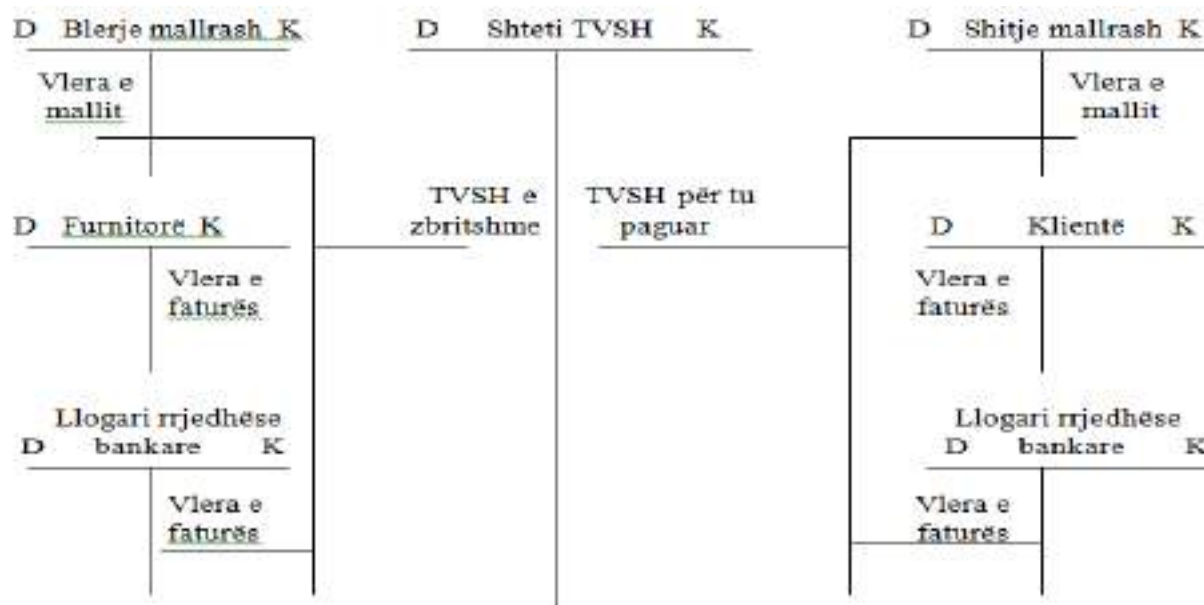 D Blerje mallrash K
D Shteti TVSH K
D Shitje mallrash K
Vlera e
mallit
Vlera e
mallit
TVSH e
zbritshme
TVSH për tu
paguar
D Furnitorë K
D Klientë K
Vlera e
faturës
Vlera e
faturës
Llogari rrjedhëse
D bankare K
Llogari rrjedhëse
D bankare K
Vlera e
faturës
Vlera e
faturës